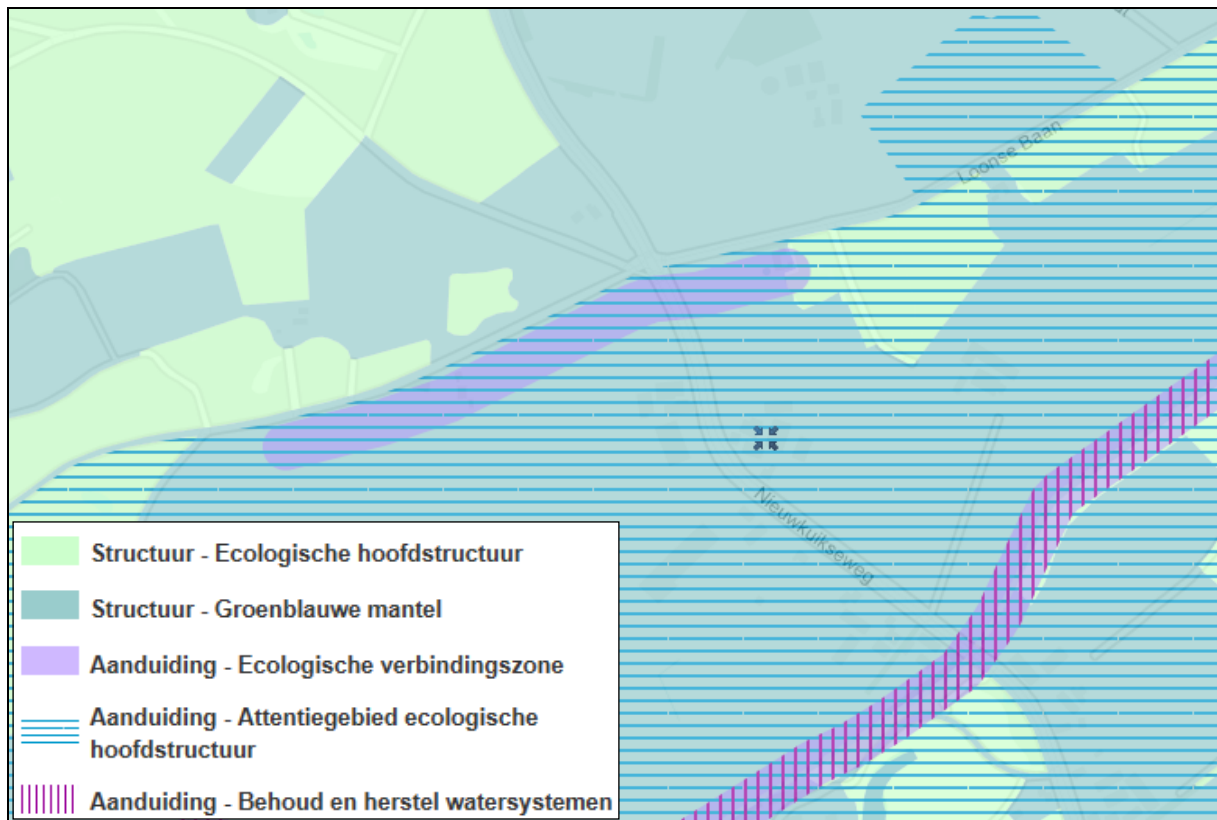 Loonse Baan
Nieuwkuikseweg
Structuur - Ecologische hoofdstructuur
Structuur - Groenblauwe mantel
Aanduiding - Ecologische verbindingszone
Aanduiding - Attentiegebied ecologische
hoofdstructuur
Aanduiding - Behoud en herstel watersystemen